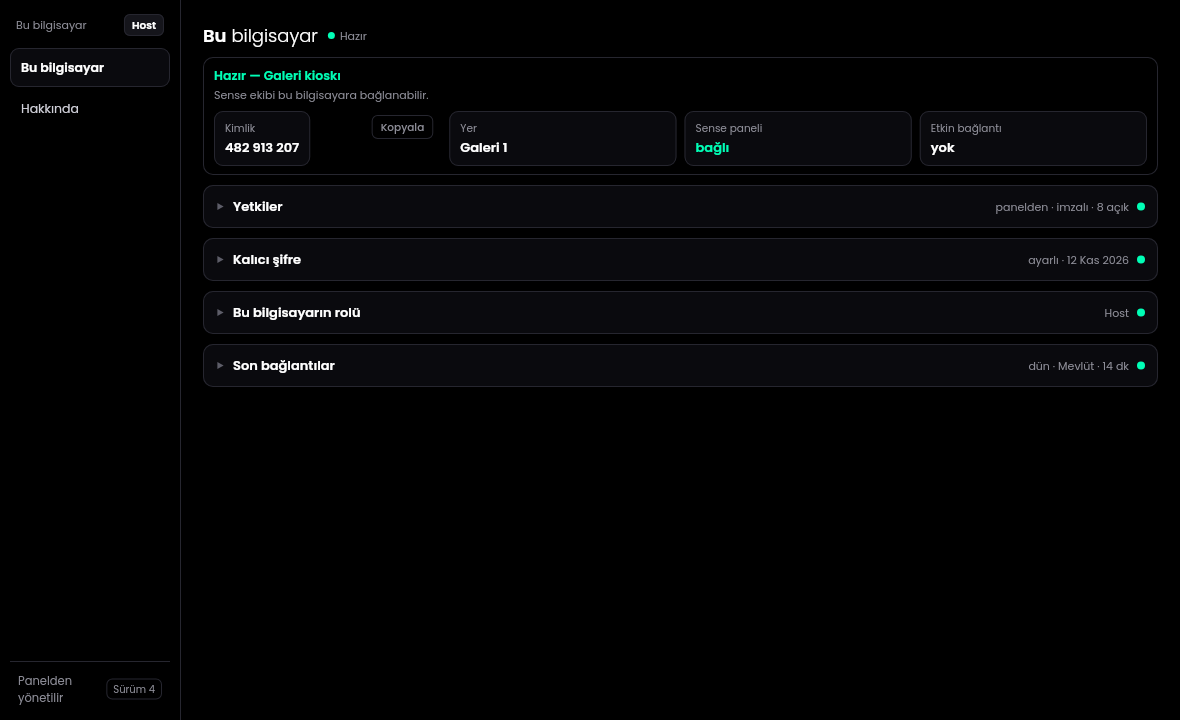 Bu bilgisayar
Host
Bu bilgisayar
Hakkında
Panelden
yönetilir
Sürüm 4
Bu bilgisayar
Hazır
Hazır — Galeri kioskı
Sense ekibi bu bilgisayara bağlanabilir.
Kimlik
482 913 207
Kopyala
Yer
Galeri 1
Sense paneli
bağlı
Etkin bağlantı
yok
Yetkiler
panelden · imzalı · 8 açık
Kalıcı şifre
ayarlı · 12 Kas 2026
Bu bilgisayarın rolü
Host
Son bağlantılar
dün · Mevlüt · 14 dk